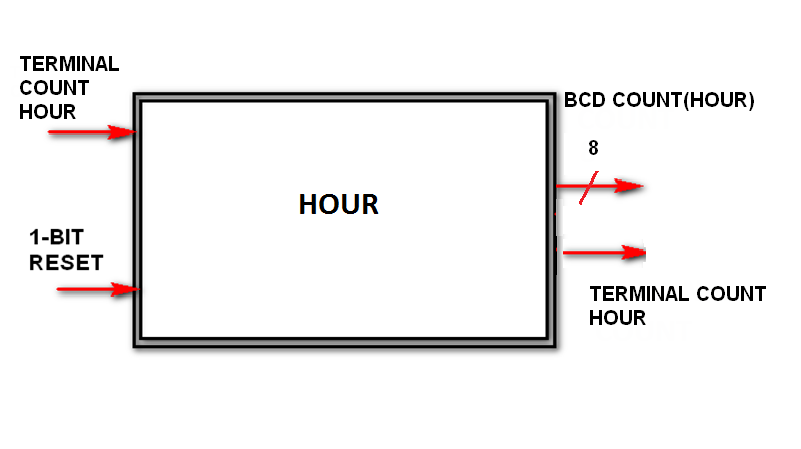 TERMINAL
COUNT
HOUR
BCD COUNT(HOUR)
8
HOUR
1-BIT
RESET
TERMINAL COUNT
HOUR